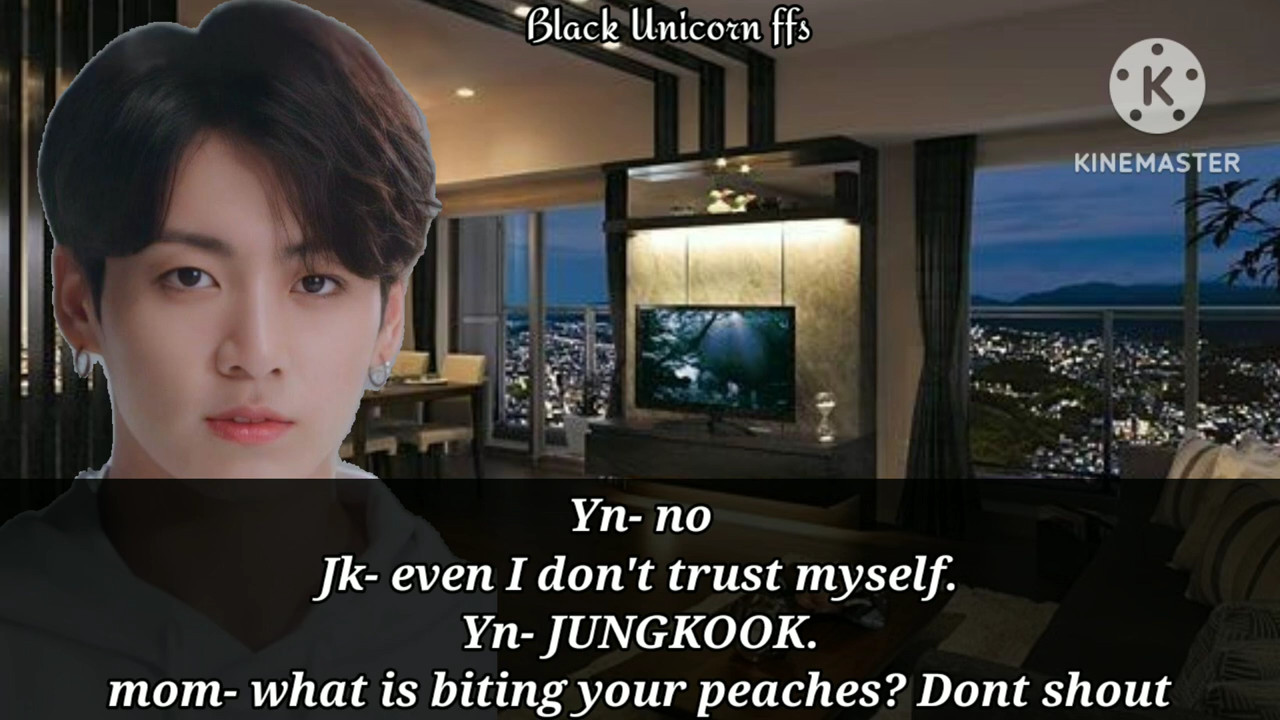 Black Unicorn ffs
K
KINEMASTER
Yn- no
Jk- even I don't trust myself.
Yn- JUNGKOOK.
mom- what is biting your peaches? Dont shout